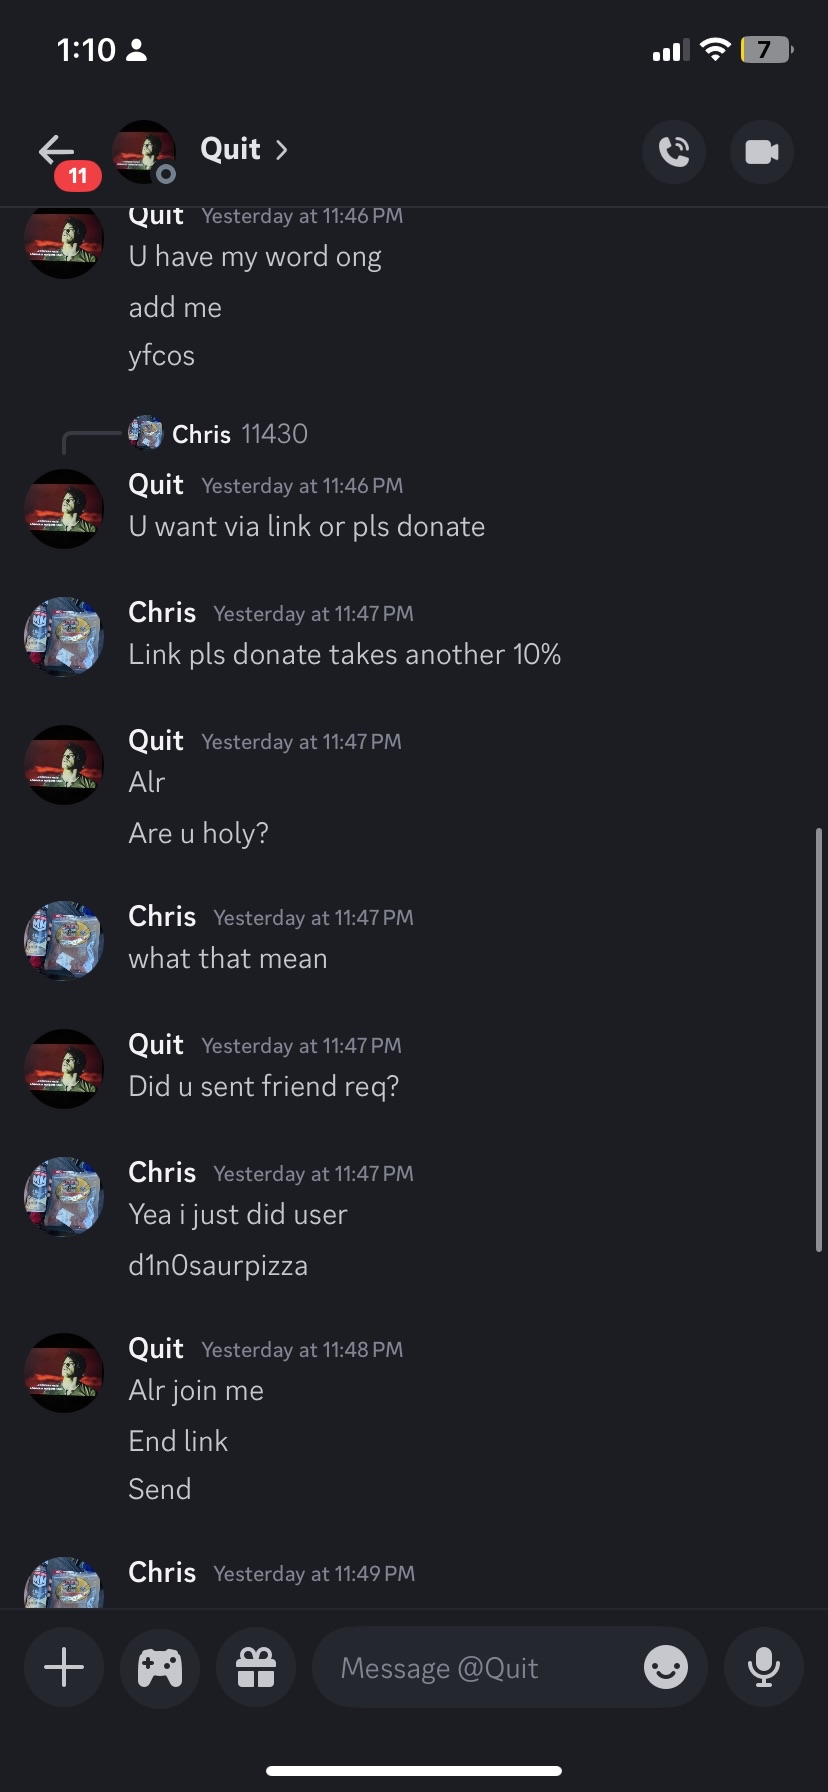 1:10
7
11
Quit
Quit Yesterday at 11:46 PM
U have my word ong
add me
yfcos
Chris 11430
Quit Yesterday at 11:46 PM
U want via link or pls donate
Chris Yesterday at 11:47 PM
Link pls donate takes another 10%
Quit Yesterday at 11:47 PM
Alr
Are u holy?
Chris Yesterday at 11:47 PM
what that mean
Quit Yesterday at 11:47 PM
Did u sent friend req?
Chris Yesterday at 11:47 PM
Yea i just did user
d1n0saurpizza
Quit Yesterday at 11:48 PM
Alr join me
End link
Send
Chris Yesterday at 11:49 PM
Message @Quit